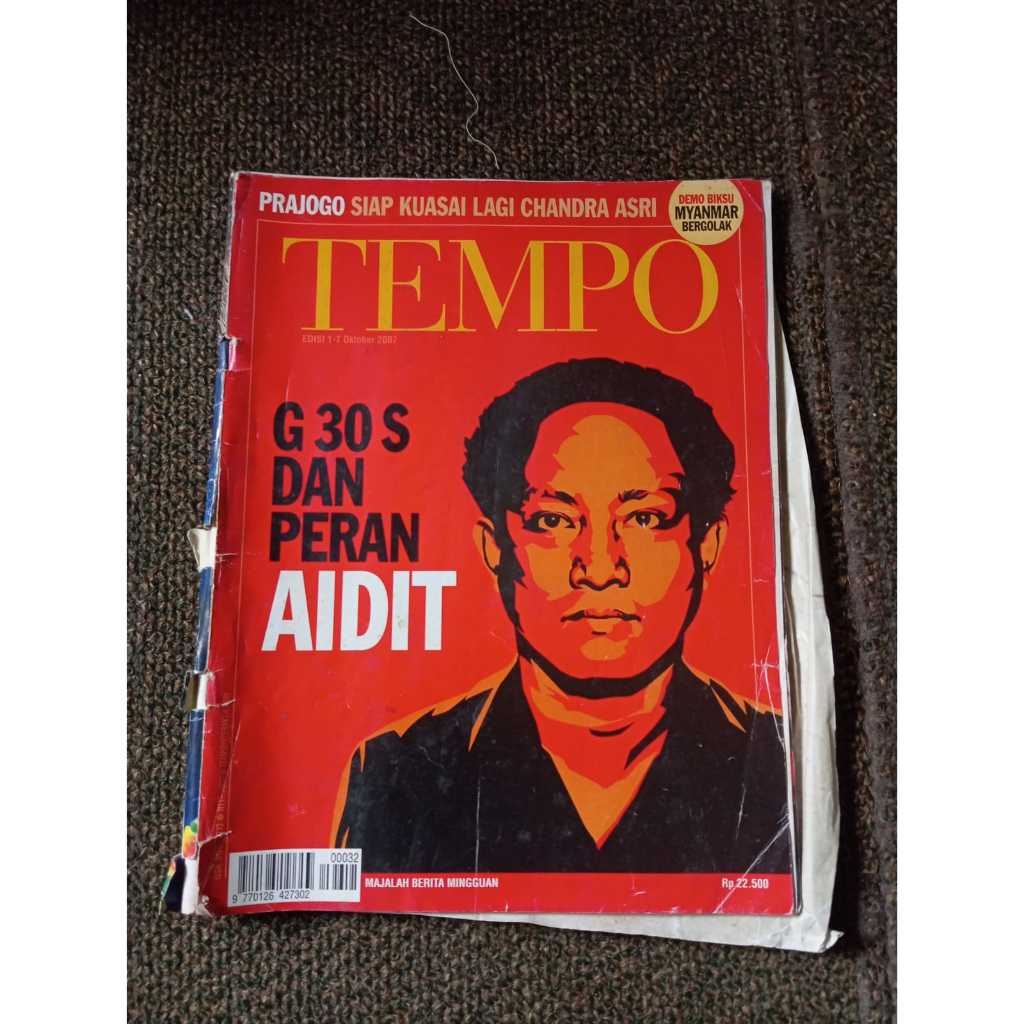 PRAJOGO SIAP KUASAI LAGI CHANDRA ASRI
DEMO BIKSU
MYANMAR
BERGOLAK
TEMPO
EDISI 1-7 Oktober 2007
G 30 S
DAN
PERAN
AIDIT
00032
9 770126 427302
MAJALAH BERITA MINGGUAN
Rp 22.500